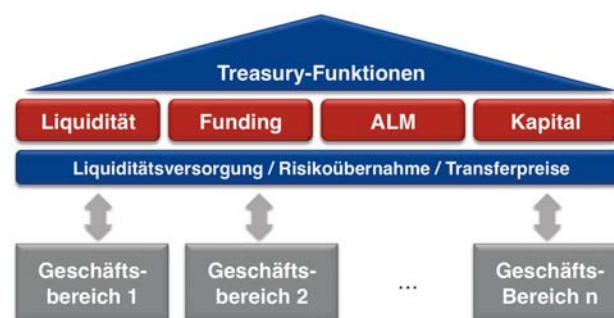 Treasury-Funktionen
Liquidität Funding ALM Kapital
Liquiditätsversorgung / Risikoübernahme / Transferpreise
Geschäfts- Geschäfts- Geschäfts-
bereich 1 bereich 2 ... Bereich n